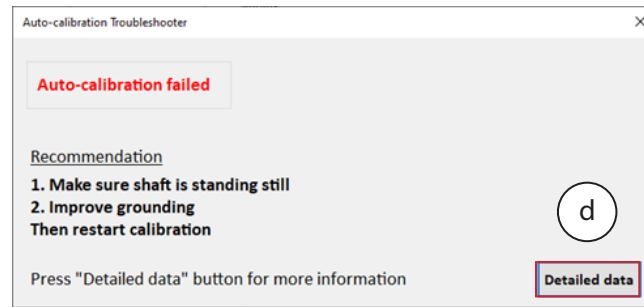 Auto-calibration Troubleshooter
Auto-calibration failed
Recommendation
1. Make sure shaft is standing still
2. Improve grounding
Then restart calibration
d
Press "Detailed data" button for more information
Detailed data